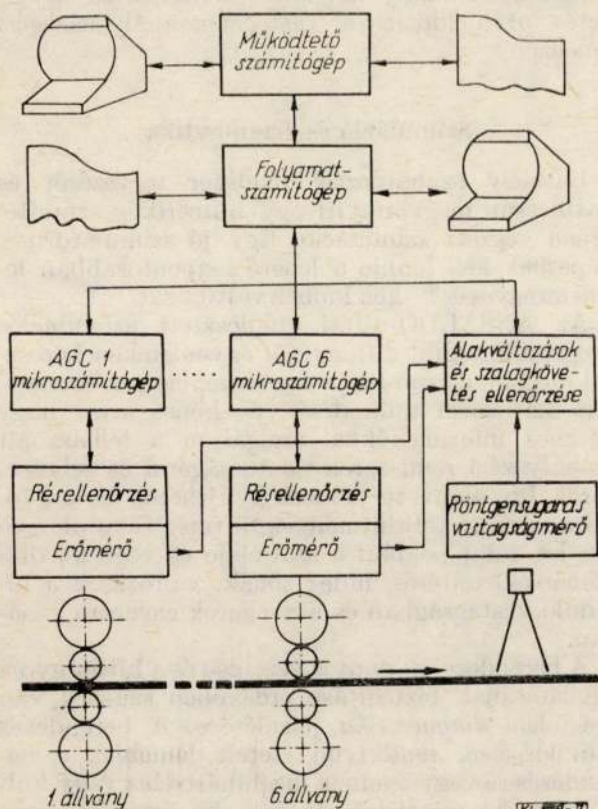 Működtető
számítógép
Folyamat-
számítógép
AGC 1
mikroszámítógép
AGC 6
mikroszámítógép
Alakváltozások
és szalagköve-
tés ellenőrzése
Résellenőrzés
Erőmérő
Résellenőrzés
Erőmérő
Röntgensugaras
vastagságmérő
1. állvány
6. állvány